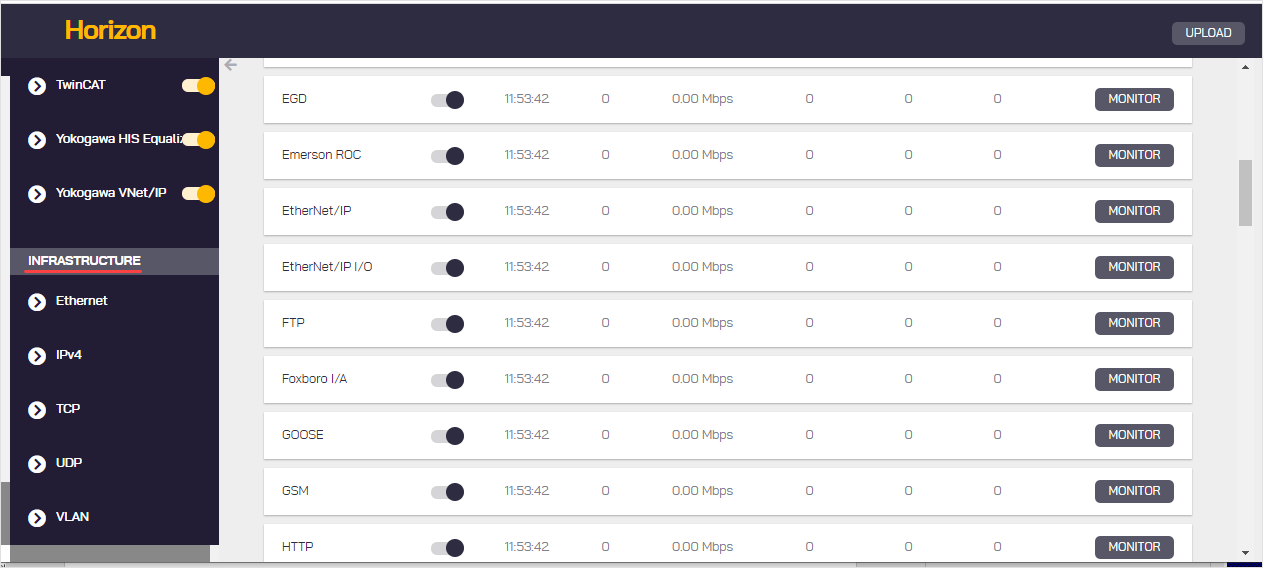 Horizon
UPLOAD
TwinCAT
Yokogawa HIS Equaliz
Yokogawa VNet/IP
INFRASTRUCTURE
Ethernet
IPv4
TCP
UDP
VLAN
EGD 11:53:42 0 0.00 Mbps 0 0 0 MONITOR
Emerson ROC 11:53:42 0 0.00 Mbps 0 0 0 MONITOR
EtherNet/IP 11:53:42 0 0.00 Mbps 0 0 0 MONITOR
EtherNet/IP I/O 11:53:42 0 0.00 Mbps 0 0 0 MONITOR
FTP 11:53:42 0 0.00 Mbps 0 0 0 MONITOR
Foxboro I/A 11:53:42 0 0.00 Mbps 0 0 0 MONITOR
GOOSE 11:53:42 0 0.00 Mbps 0 0 0 MONITOR
GSM 11:53:42 0 0.00 Mbps 0 0 0 MONITOR
HTTP 11:53:42 0 0.00 Mbps 0 0 0 MONITOR